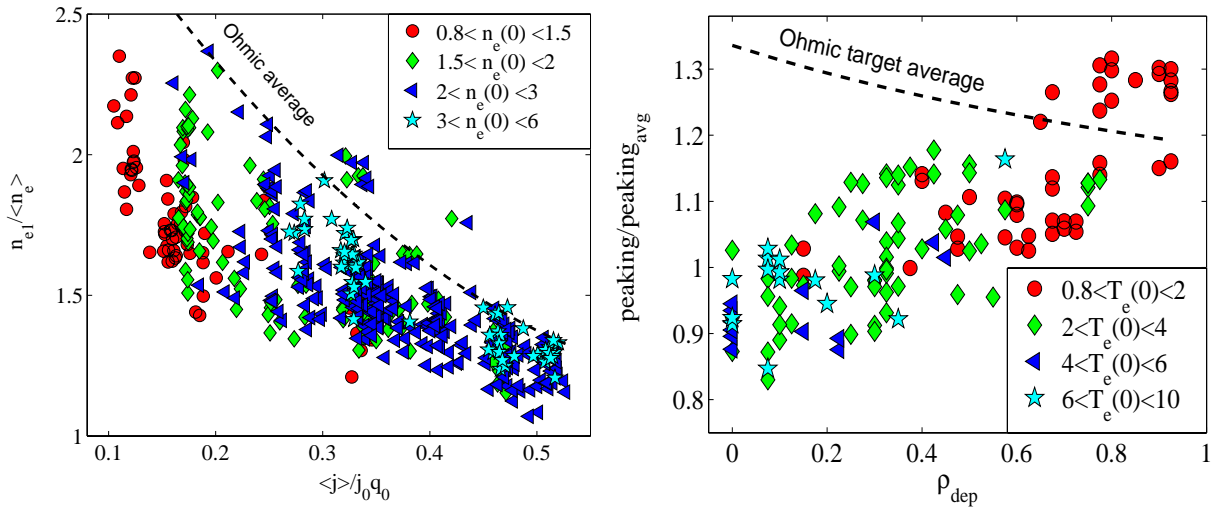 2.5
2
1.5
1
n_e1/<n_e>
Ohmic average
0.8< n_e(0) <1.5
1.5< n_e(0) <2
2< n_e(0) <3
3< n_e(0) <6
0.1 0.2 0.3 0.4 0.5
<j>/j_0q_0
1.3
1.2
1.1
1
0.9
0.8
peaking/peaking_avg
Ohmic target average
0.8<T_e(0)<2
2<T_e(0)<4
4<T_e(0)<6
6<T_e(0)<10
0 0.2 0.4 0.6 0.8 1
ρ_dep